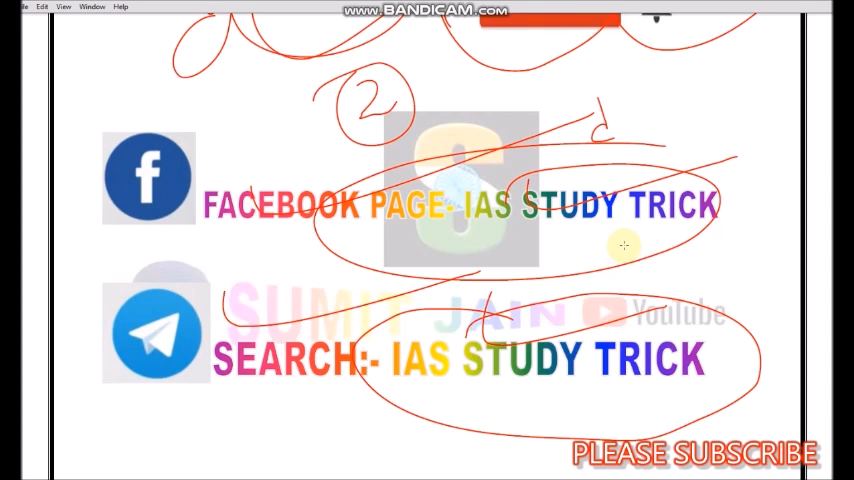 www.BANDICAM.com
File Edit View Window Help
2
d
FACEBOOK PAGE:- IAS STUDY TRICK
SUMIT JAIN Youtube
SEARCH:- IAS STUDY TRICK
PLEASE SUBSCRIBE